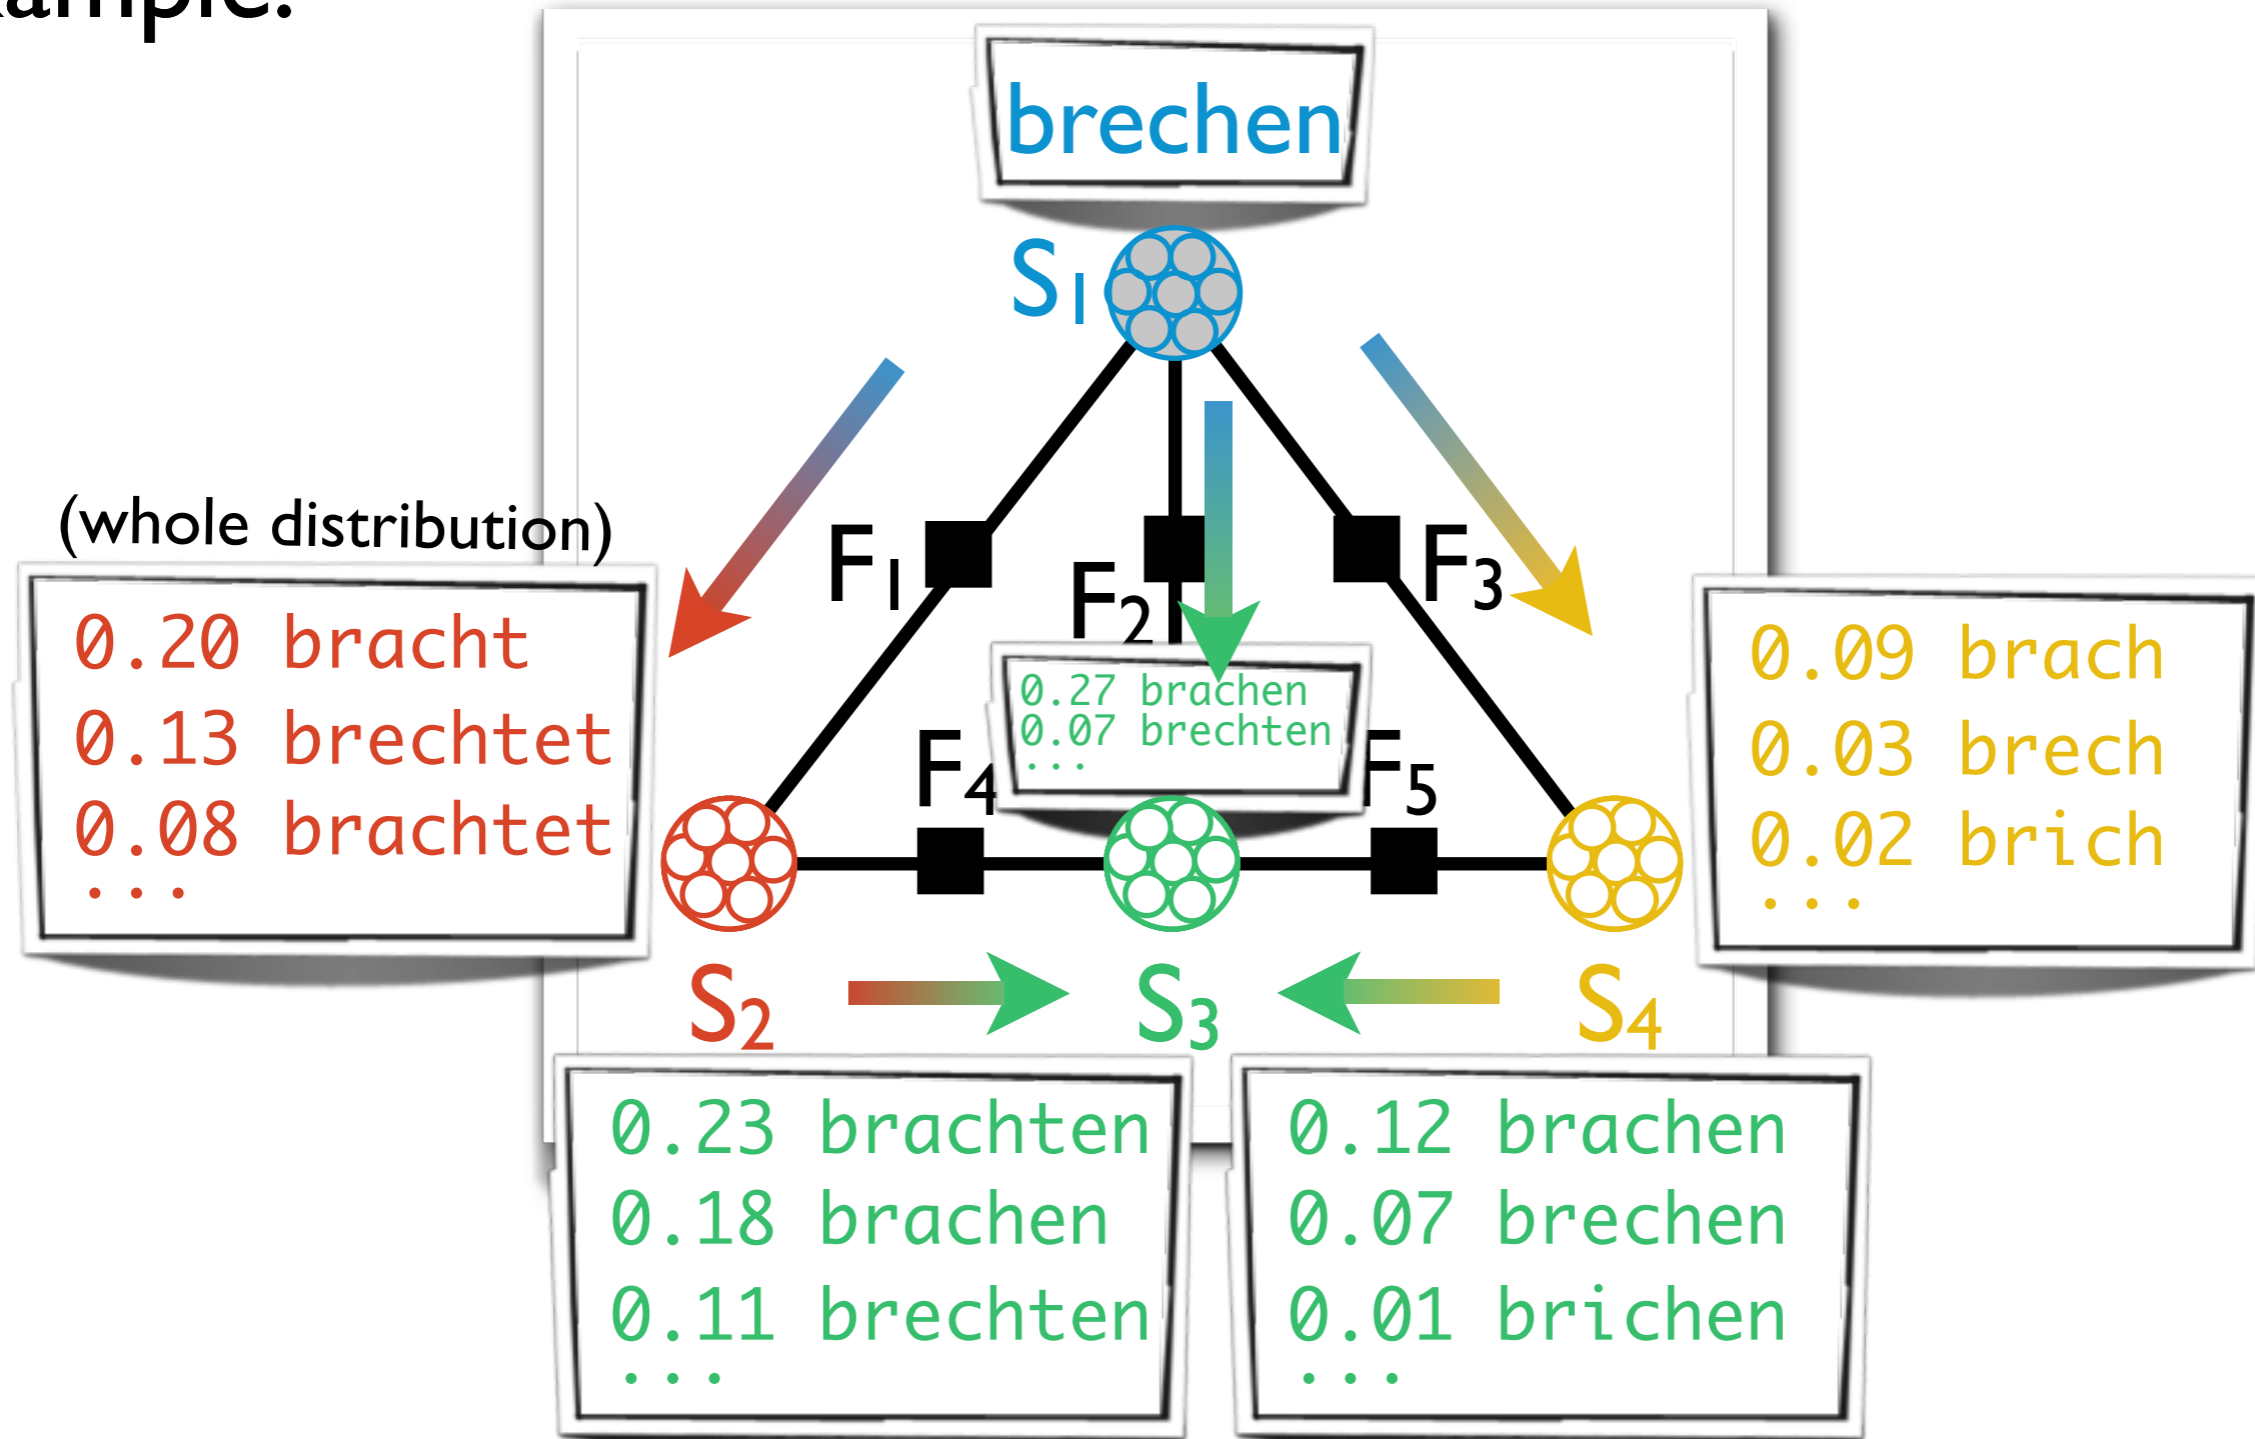 brechen
S1
(whole distribution)
F1
F2
F3
0.20 bracht
0.13 brechtet
0.08 brachtet
...
0.27 brachen
0.07 brechten
...
0.09 brach
0.03 brech
0.02 brich
...
F4
F5
S2
S3
S4
0.23 brachten
0.18 brachen
0.11 brechten
...
0.12 brachen
0.07 brechen
0.01 brichen
...